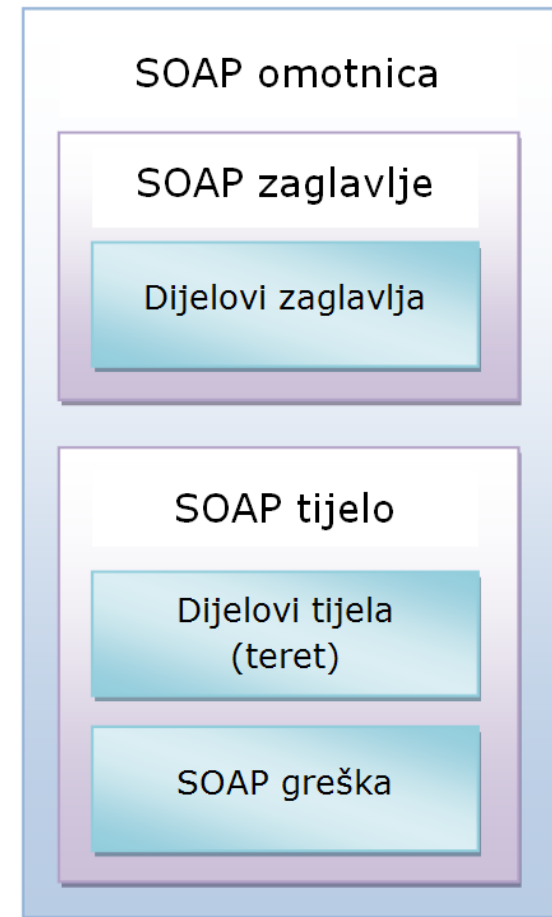 SOAP omotnica
SOAP zaglavlje
Dijelovi zaglavlja
SOAP tijelo
Dijelovi tijela
(teret)
SOAP greška